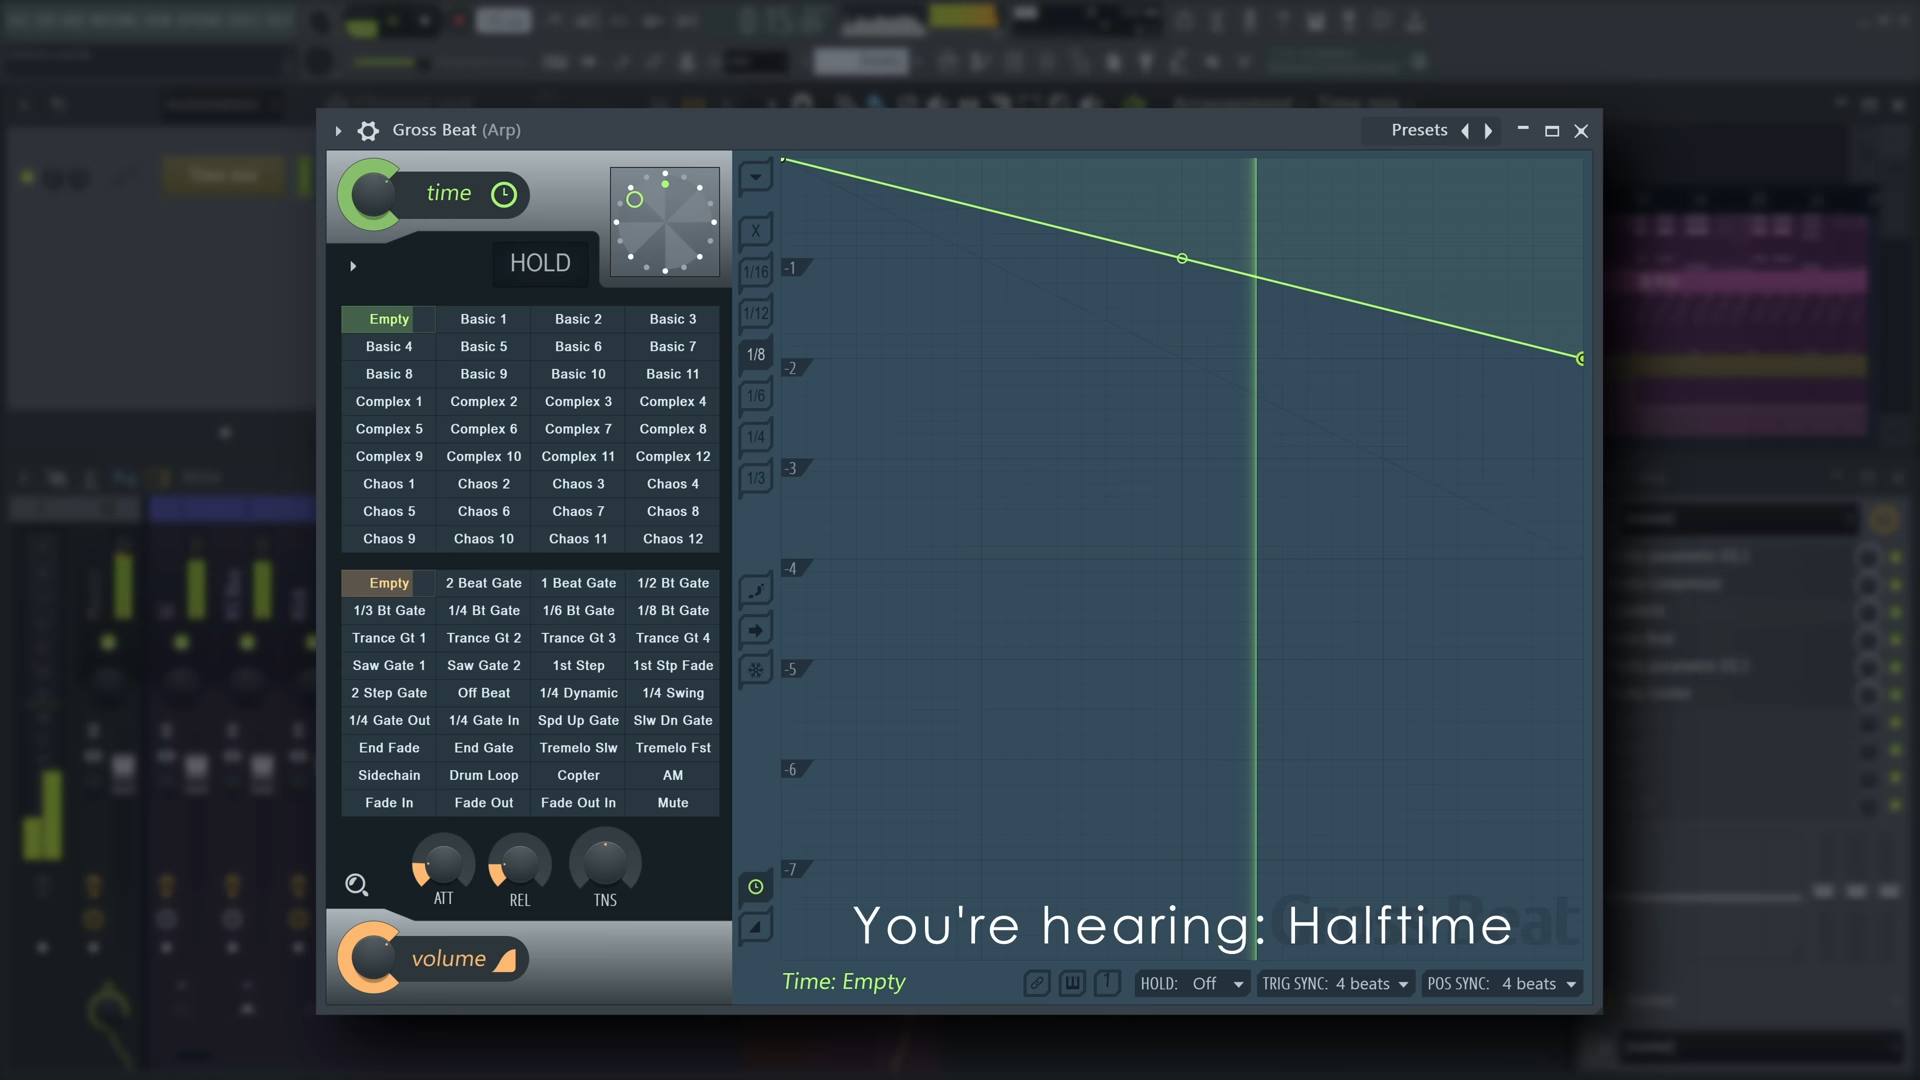 Gross Beat (Arp)
Presets
time
HOLD
Empty Basic 1 Basic 2 Basic 3
Basic 4 Basic 5 Basic 6 Basic 7
Basic 8 Basic 9 Basic 10 Basic 11
Complex 1 Complex 2 Complex 3 Complex 4
Complex 5 Complex 6 Complex 7 Complex 8
Complex 9 Complex 10 Complex 11 Complex 12
Chaos 1 Chaos 2 Chaos 3 Chaos 4
Chaos 5 Chaos 6 Chaos 7 Chaos 8
Chaos 9 Chaos 10 Chaos 11 Chaos 12
Empty 2 Beat Gate 1 Beat Gate 1/2 Bt Gate
1/3 Bt Gate 1/4 Bt Gate 1/6 Bt Gate 1/8 Bt Gate
Trance Gt 1 Trance Gt 2 Trance Gt 3 Trance Gt 4
Saw Gate 1 Saw Gate 2 1st Step 1st Stp Fade
2 Step Gate Off Beat 1/4 Dynamic 1/4 Swing
1/4 Gate Out 1/4 Gate In Spd Up Gate Slw Dn Gate
End Fade End Gate Tremelo Slw Tremelo Fst
Sidechain Drum Loop Copter AM
Fade In Fade Out Fade Out In Mute
ATT REL TNS
volume
X
1/16
1/12
1/8
1/6
1/4
1/3
-1
-2
-3
-4
-5
-6
-7
You're hearing: Halftime
Time: Empty
1
HOLD: Off
TRIG SYNC: 4 beats
POS SYNC: 4 beats